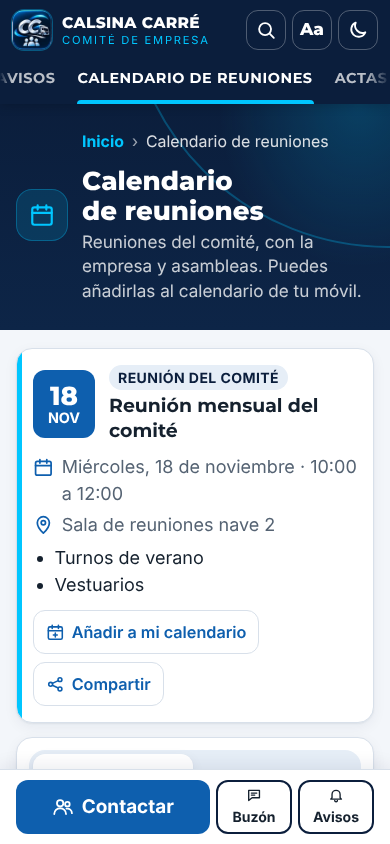 CALSINA CARRÉ
COMITÉ DE EMPRESA
Aa
AVISOS CALENDARIO DE REUNIONES ACTAS
Inicio › Calendario de reuniones
Calendario
de reuniones
Reuniones del comité, con la
empresa y asambleas. Puedes
añadirlas al calendario de tu móvil.
18
NOV
REUNIÓN DEL COMITÉ
Reunión mensual del
comité
Miércoles, 18 de noviembre · 10:00
a 12:00
Sala de reuniones nave 2
• Turnos de verano
• Vestuarios
Añadir a mi calendario
Compartir
Contactar
Buzón
Avisos